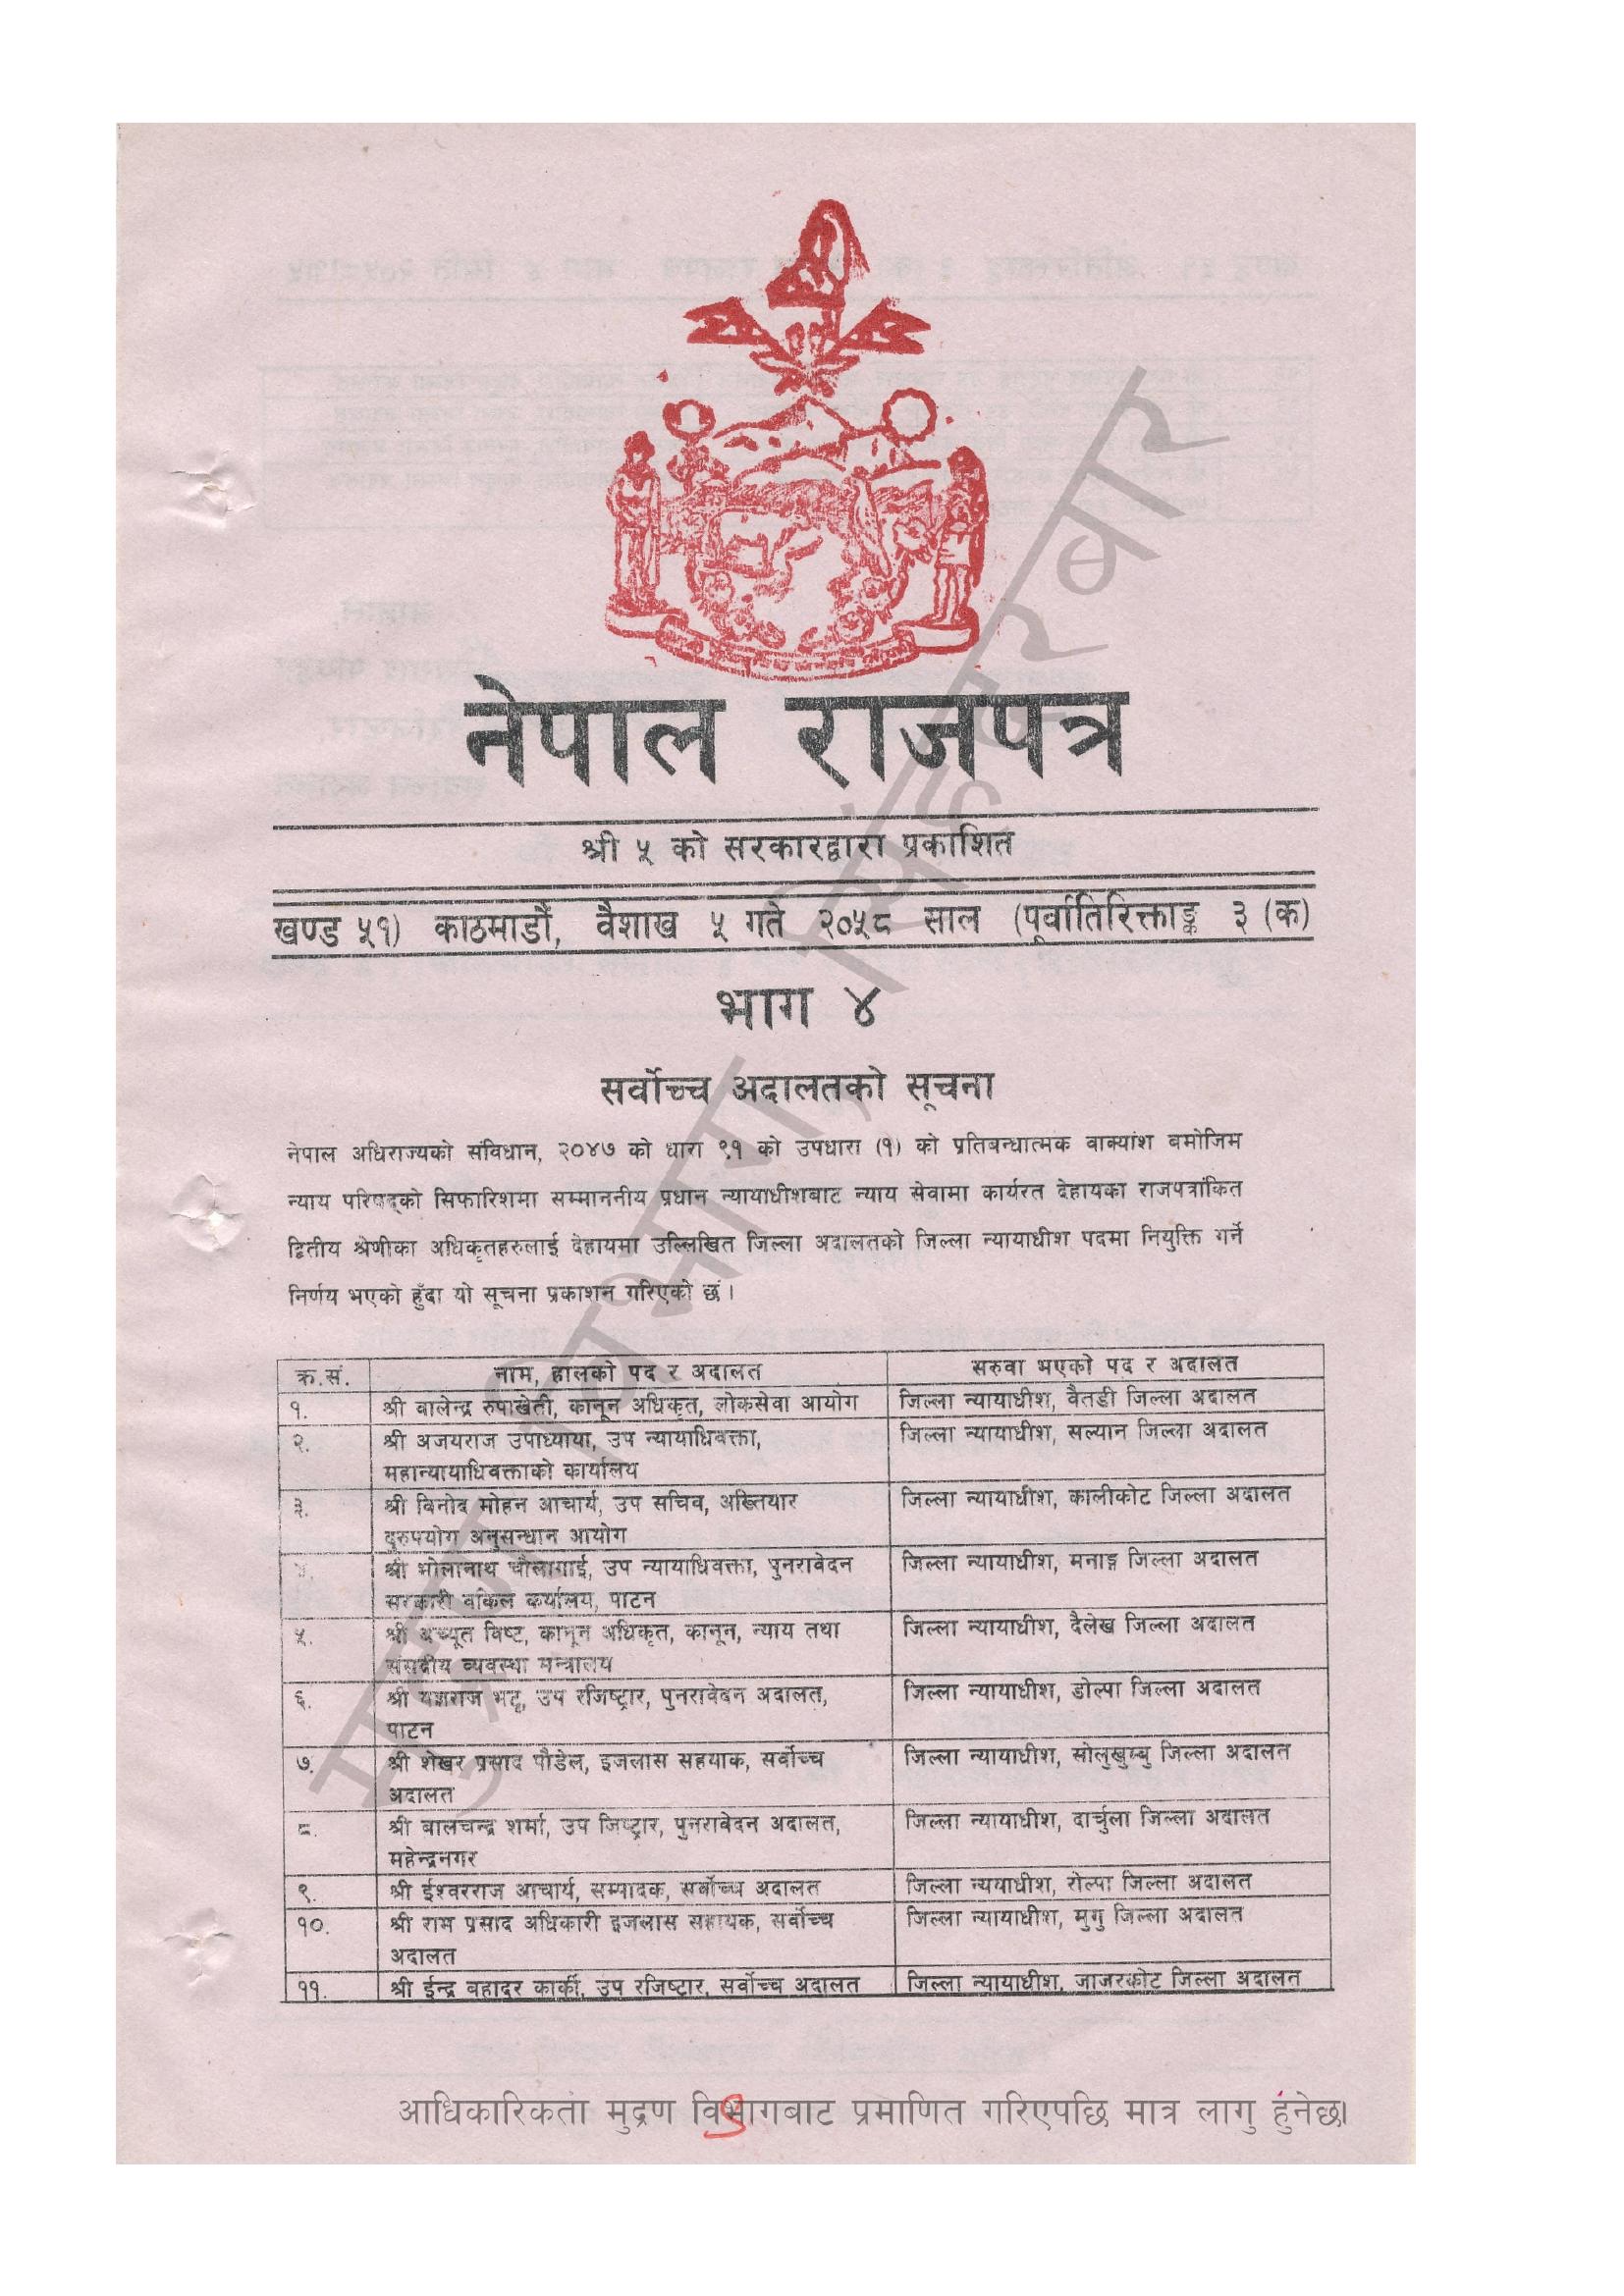 नेपाल राजपत्र
श्री ५ को सरकारद्वारा प्रकाशित
खण्ड ५१) काठमाडौं, वैशाख ५ गते २०५८ साल (पूर्वातिरिक्ताङ्क ३ (क)
भाग ४
सर्वोच्च अदालतको सूचना
नेपाल अधिराज्यको संविधान, २०४७ को धारा ९१ को उपधारा (१) को प्रतिबन्धात्मक वाक्यांश बमोजिम
न्याय परिषद्को सिफारिशमा सम्माननीय प्रधान न्यायाधीशबाट न्याय सेवामा कार्यरत देहायका राजपत्रांकित
द्वितीय श्रेणीका अधिकृतहरुलाई देहायमा उल्लिखित जिल्ला अदालतको जिल्ला न्यायाधीश पदमा नियुक्ति गर्ने
निर्णय भएको हुँदा यो सूचना प्रकाशन गरिएको छ ।
क्र.सं. नाम, हालको पद र अदालत सरुवा भएको पद र अदालत
१. श्री बालेन्द्र रुपाखेती, कानून अधिकृत, लोकसेवा आयोग जिल्ला न्यायाधीश, बैतडी जिल्ला अदालत
२. श्री अजयराज उपाध्याया, उप न्यायाधिवक्ता, जिल्ला न्यायाधीश, सल्यान जिल्ला अदालत
महान्यायाधिवक्ताको कार्यालय
३. श्री विनोद मोहन आचार्य, उप सचिव, अख्तियार जिल्ला न्यायाधीश, कालीकोट जिल्ला अदालत
दुरुपयोग अनुसन्धान आयोग
४. श्री भोलानाथ चौलागाई, उप न्यायाधिवक्ता, पुनरावेदन जिल्ला न्यायाधीश, मनाङ्ग जिल्ला अदालत
सरकारी वकिल कर्यालय, पाटन
५. श्री अच्यूत विष्ट, कानून अधिकृत, कानून, न्याय तथा जिल्ला न्यायाधीश, दैलेख जिल्ला अदालत
संसदीय व्यवस्था मन्त्रालय
६. श्री यज्ञराज भट्ट, उप रजिष्ट्रार, पुनरावेदन अदालत, जिल्ला न्यायाधीश, डोल्पा जिल्ला अदालत
पाटन
७. श्री शेखर प्रसाद पौडेल, इजलास सहयाक, सर्वोच्च जिल्ला न्यायाधीश, सोलुखुम्बु जिल्ला अदालत
अदालत
८. श्री बालचन्द्र शर्मा, उप जिष्ट्रार, पुनरावेदन अदालत, जिल्ला न्यायाधीश, दार्चुला जिल्ला अदालत
महेन्द्रनगर
९. श्री ईश्वरराज आचार्य, सम्पादक, सर्वोच्च अदालत जिल्ला न्ययाधीश, रोल्पा जिल्ला अदालत
१०. श्री राम प्रसाद अधिकारी इजलास सहायक, सर्वोच्च जिल्ला न्यायाधीश, मुगु जिल्ला अदालत
अदालत
११. श्री ईन्द्र बहादर कार्की, उप रजिष्टार, सर्वोच्च अदालत जिल्ला न्यायाधीश, जाजरकोट जिल्ला अदालत
मुद्रण विभाग, सिंहदरबार
आधिकारिकता मुद्रण विभागबाट प्रमाणित गरिएपछि मात्र लागु हुनेछ।